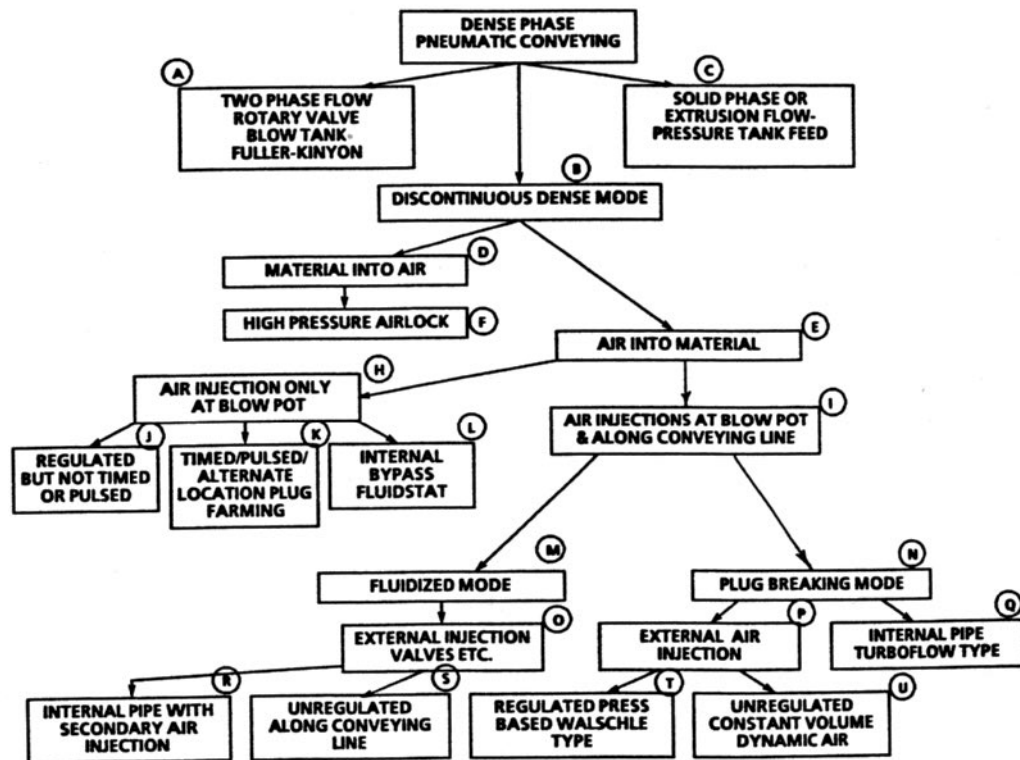 DENSE PHASE
PNEUMATIC CONVEYING
A
TWO PHASE FLOW
ROTARY VALVE
BLOW TANK-
FULLER-KINYON
C
SOLID PHASE OR
EXTRUSION FLOW-
PRESSURE TANK FEED
B
DISCONTINUOUS DENSE MODE
D
MATERIAL INTO AIR
F
HIGH PRESSURE AIRLOCK
E
AIR INTO MATERIAL
H
AIR INJECTION ONLY
AT BLOW POT
I
AIR INJECTIONS AT BLOW POT
& ALONG CONVEYING LINE
J
REGULATED
BUT NOT TIMED
OR PULSED
K
TIMED/PULSED/
ALTERNATE
LOCATION PLUG
FARMING
L
INTERNAL
BYPASS
FLUIDSTAT
M
FLUIDIZED MODE
N
PLUG BREAKING MODE
O
EXTERNAL INJECTION
VALVES ETC.
P
EXTERNAL AIR
INJECTION
Q
INTERNAL PIPE
TURBOFLOW TYPE
R
INTERNAL PIPE WITH
SECONDARY AIR
INJECTION
S
UNREGULATED
ALONG CONVEYING
LINE
T
REGULATED PRESS
BASED WALSCHLE
TYPE
U
UNREGULATED
CONSTANT VOLUME
DYNAMIC AIR